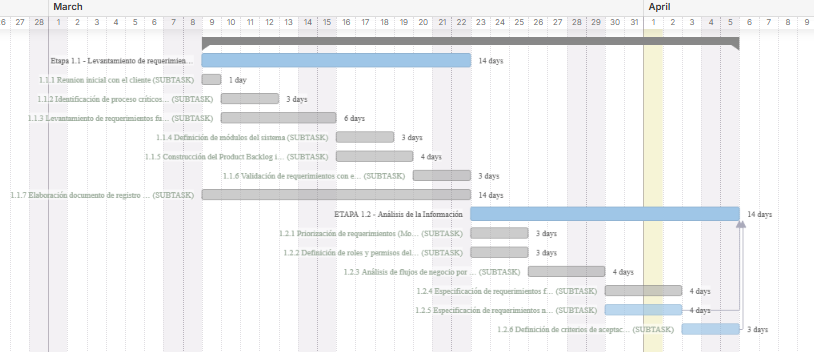 March April
6 27 28 1 2 3 4 5 6 7 8 9 10 11 12 13 14 15 16 17 18 19 20 21 22 23 24 25 26 27 28 29 30 31 1 2 3 4 5 6 7 8 9
Etapa 1.1 - Levantamiento de requerimien... 14 days
1.1.1 Reunion inicial con el cliente (SUBTASK) 1 day
1.1.2 Identificación de proceso críticos... (SUBTASK) 3 days
1.1.3 Levantamiento de requerimientos fu... (SUBTASK) 6 days
1.1.4 Definición de módulos del sistema (SUBTASK) 3 days
1.1.5 Construcción del Product Backlog i... (SUBTASK) 4 days
1.1.6 Validación de requerimientos con e... (SUBTASK) 3 days
1.1.7 Elaboración documento de registro ... (SUBTASK) 14 days
ETAPA 1.2 - Análisis de la Información 14 days
1.2.1 Priorización de requerimientos (Mo... (SUBTASK) 3 days
1.2.2 Definición de roles y permisos del... (SUBTASK) 3 days
1.2.3 Análisis de flujos de negocio por ... (SUBTASK) 4 days
1.2.4 Especificación de requerimientos f... (SUBTASK) 4 days
1.2.5 Especificación de requerimientos n... (SUBTASK) 4 days
1.2.6 Definición de criterios de aceptac... (SUBTASK) 3 days